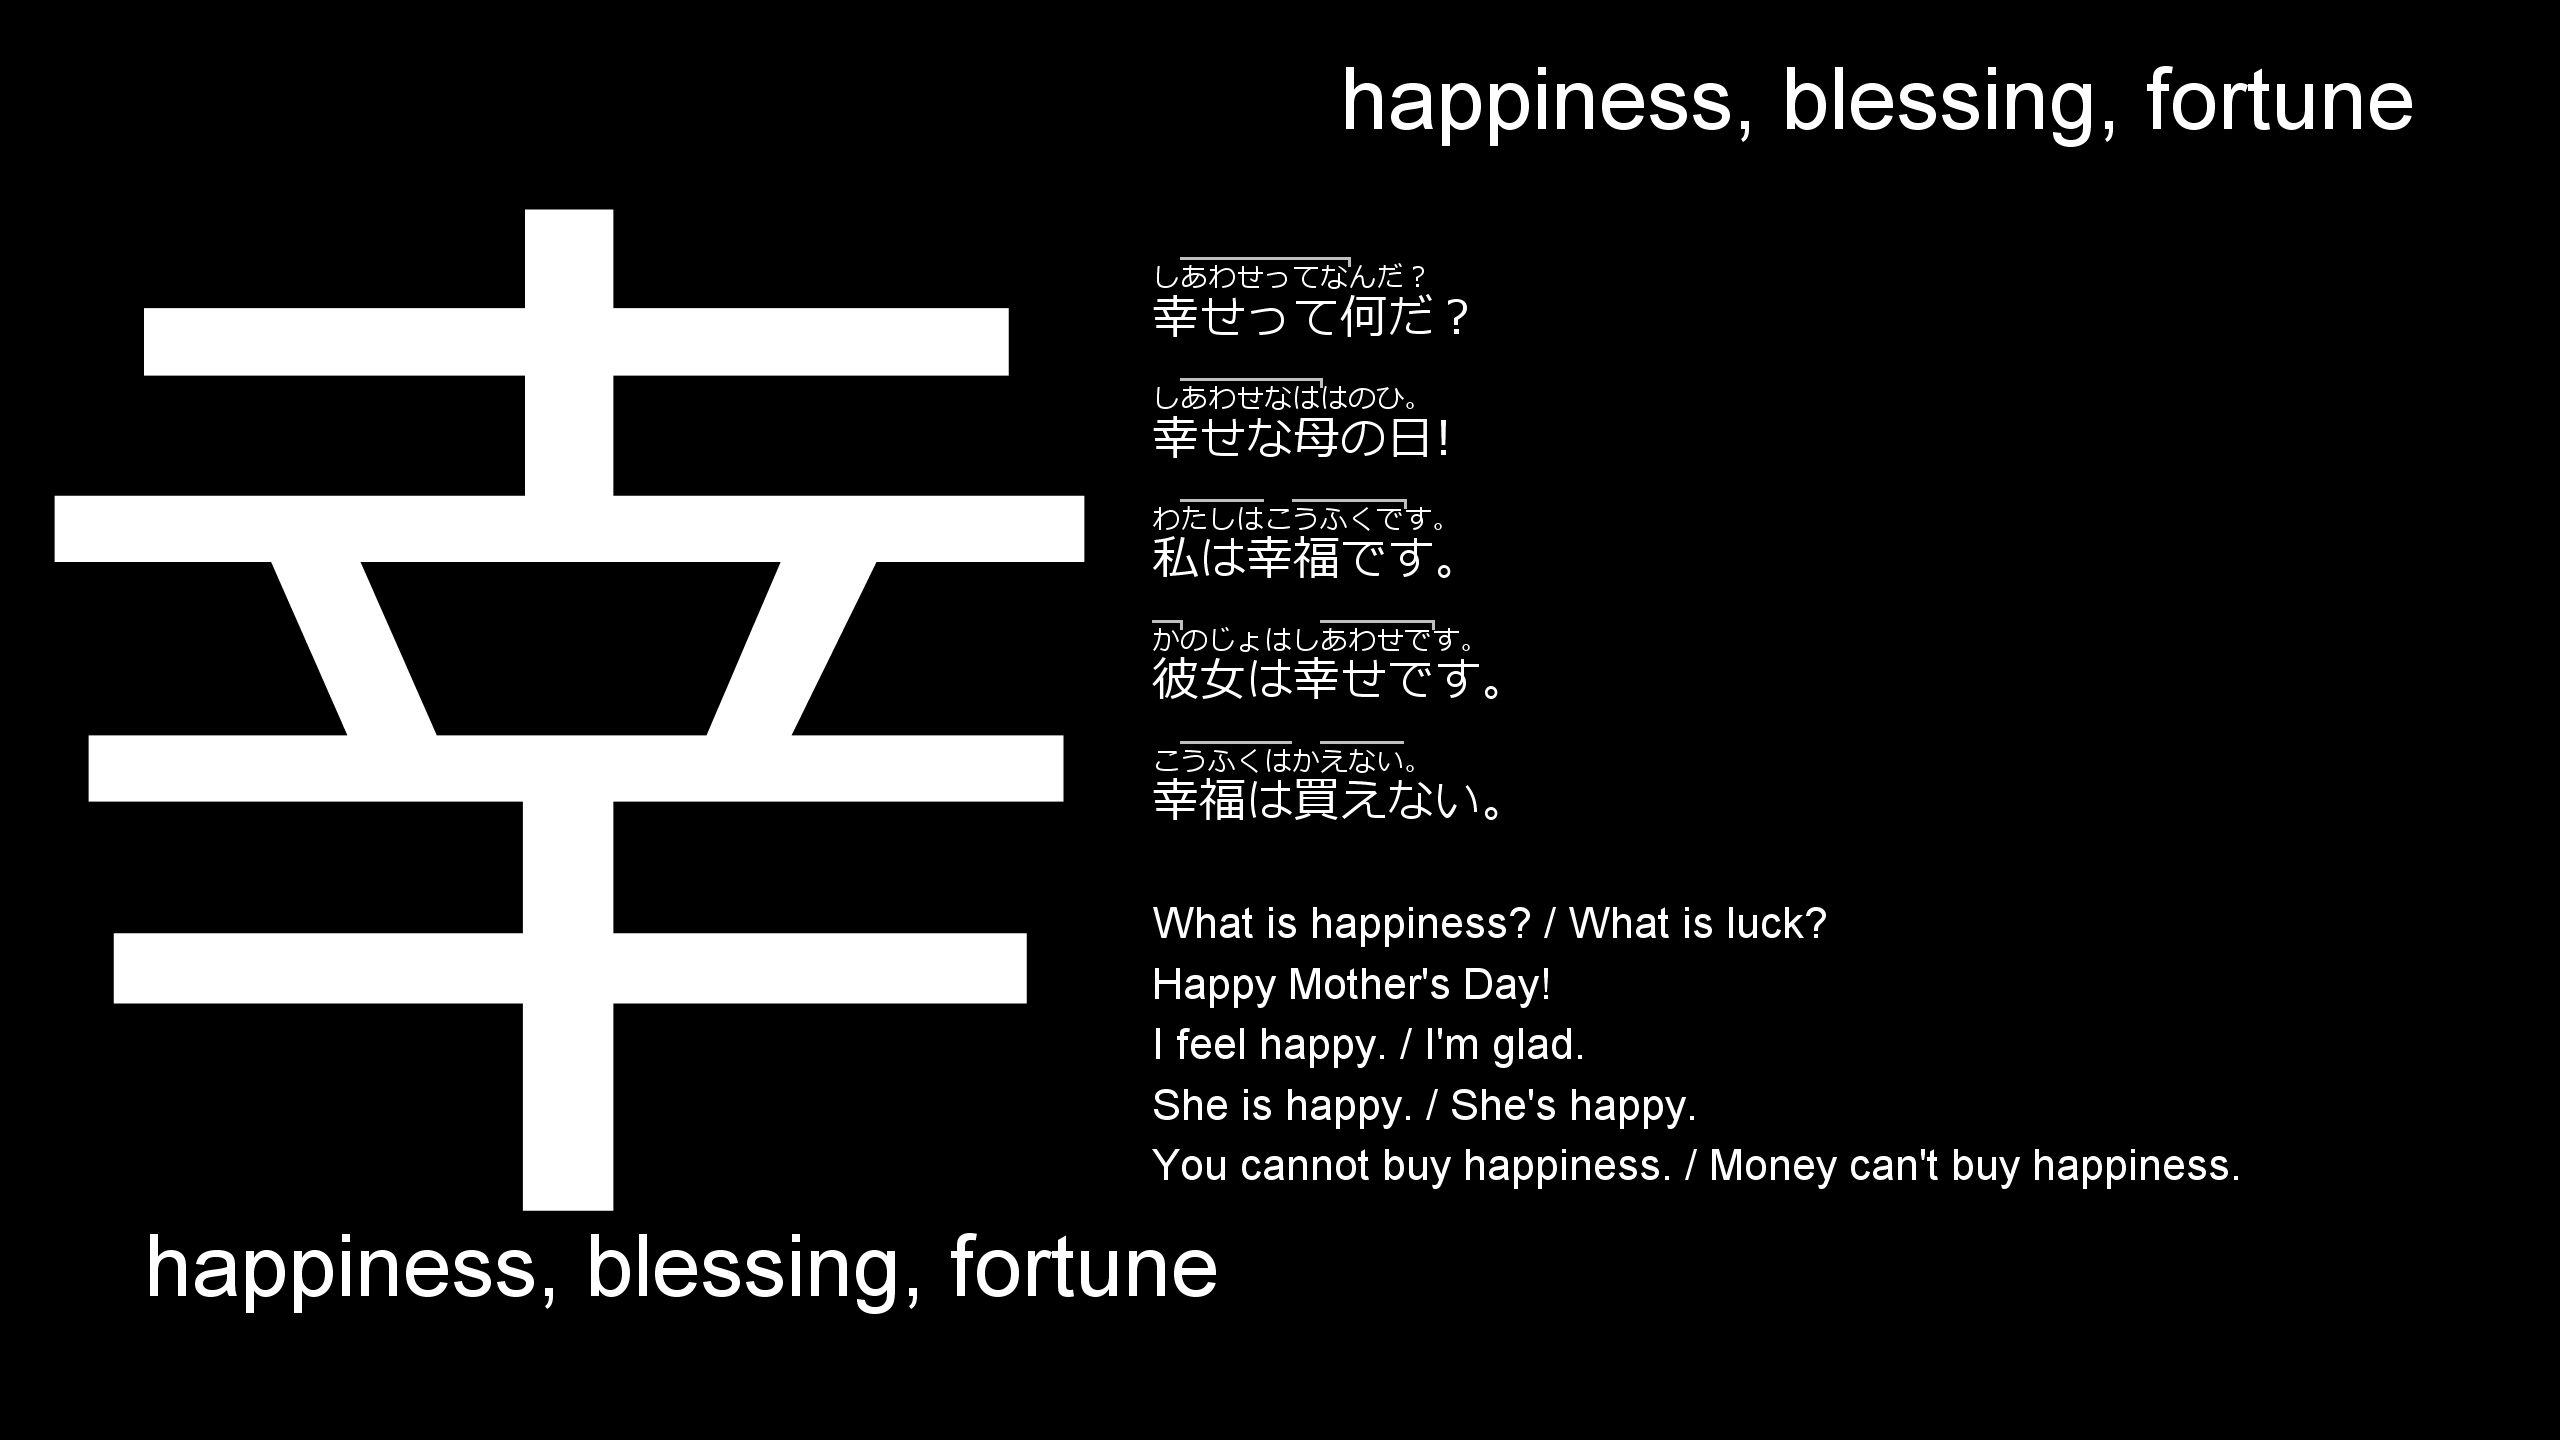 happiness, blessing, fortune
幸
しあわせってなんだ？
幸せって何だ？
しあわせなははのひ。
幸せな母の日!
わたしはこうふくです。
私は幸福です。
かのじょはしあわせです。
彼女は幸せです。
こうふくはかえない。
幸福は買えない。
What is happiness? / What is luck?
Happy Mother's Day!
I feel happy. / I'm glad.
She is happy. / She's happy.
You cannot buy happiness. / Money can't buy happiness.
happiness, blessing, fortune